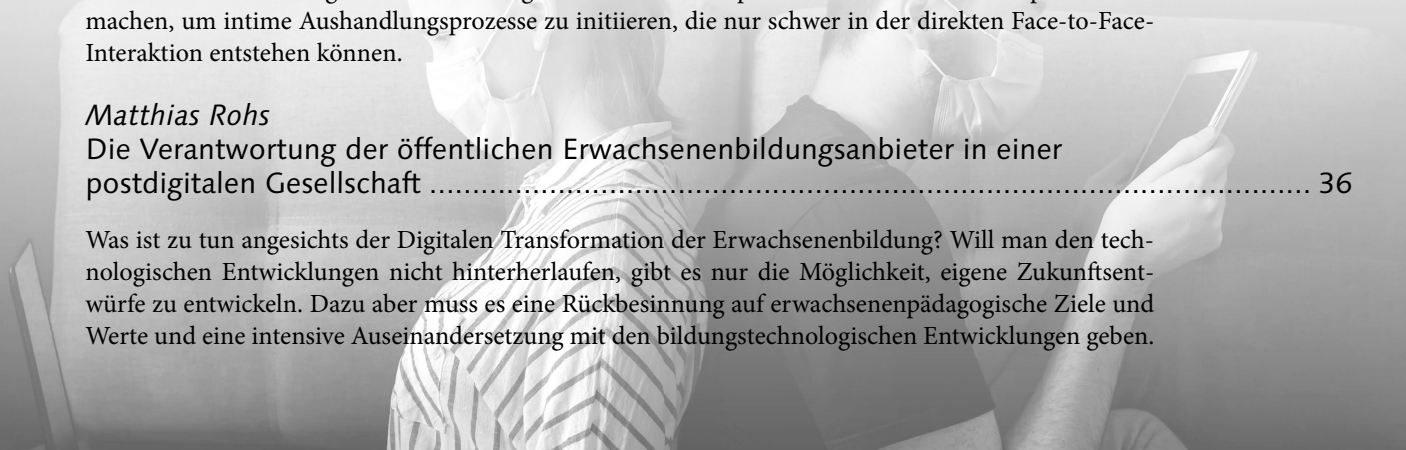 machen, um intime Aushandlungsprozesse zu initiieren, die nur schwer in der direkten Face-to-Face-
Interaktion entstehen können.
Matthias Rohs
Die Verantwortung der öffentlichen Erwachsenenbildungsanbieter in einer
postdigitalen Gesellschaft ........................................................................................................ 36
Was ist zu tun angesichts der Digitalen Transformation der Erwachsenenbildung? Will man den tech-
nologischen Entwicklungen nicht hinterherlaufen, gibt es nur die Möglichkeit, eigene Zukunftsent-
würfe zu entwickeln. Dazu aber muss es eine Rückbesinnung auf erwachsenenpädagogische Ziele und
Werte und eine intensive Auseinandersetzung mit den bildungstechnologischen Entwicklungen geben.